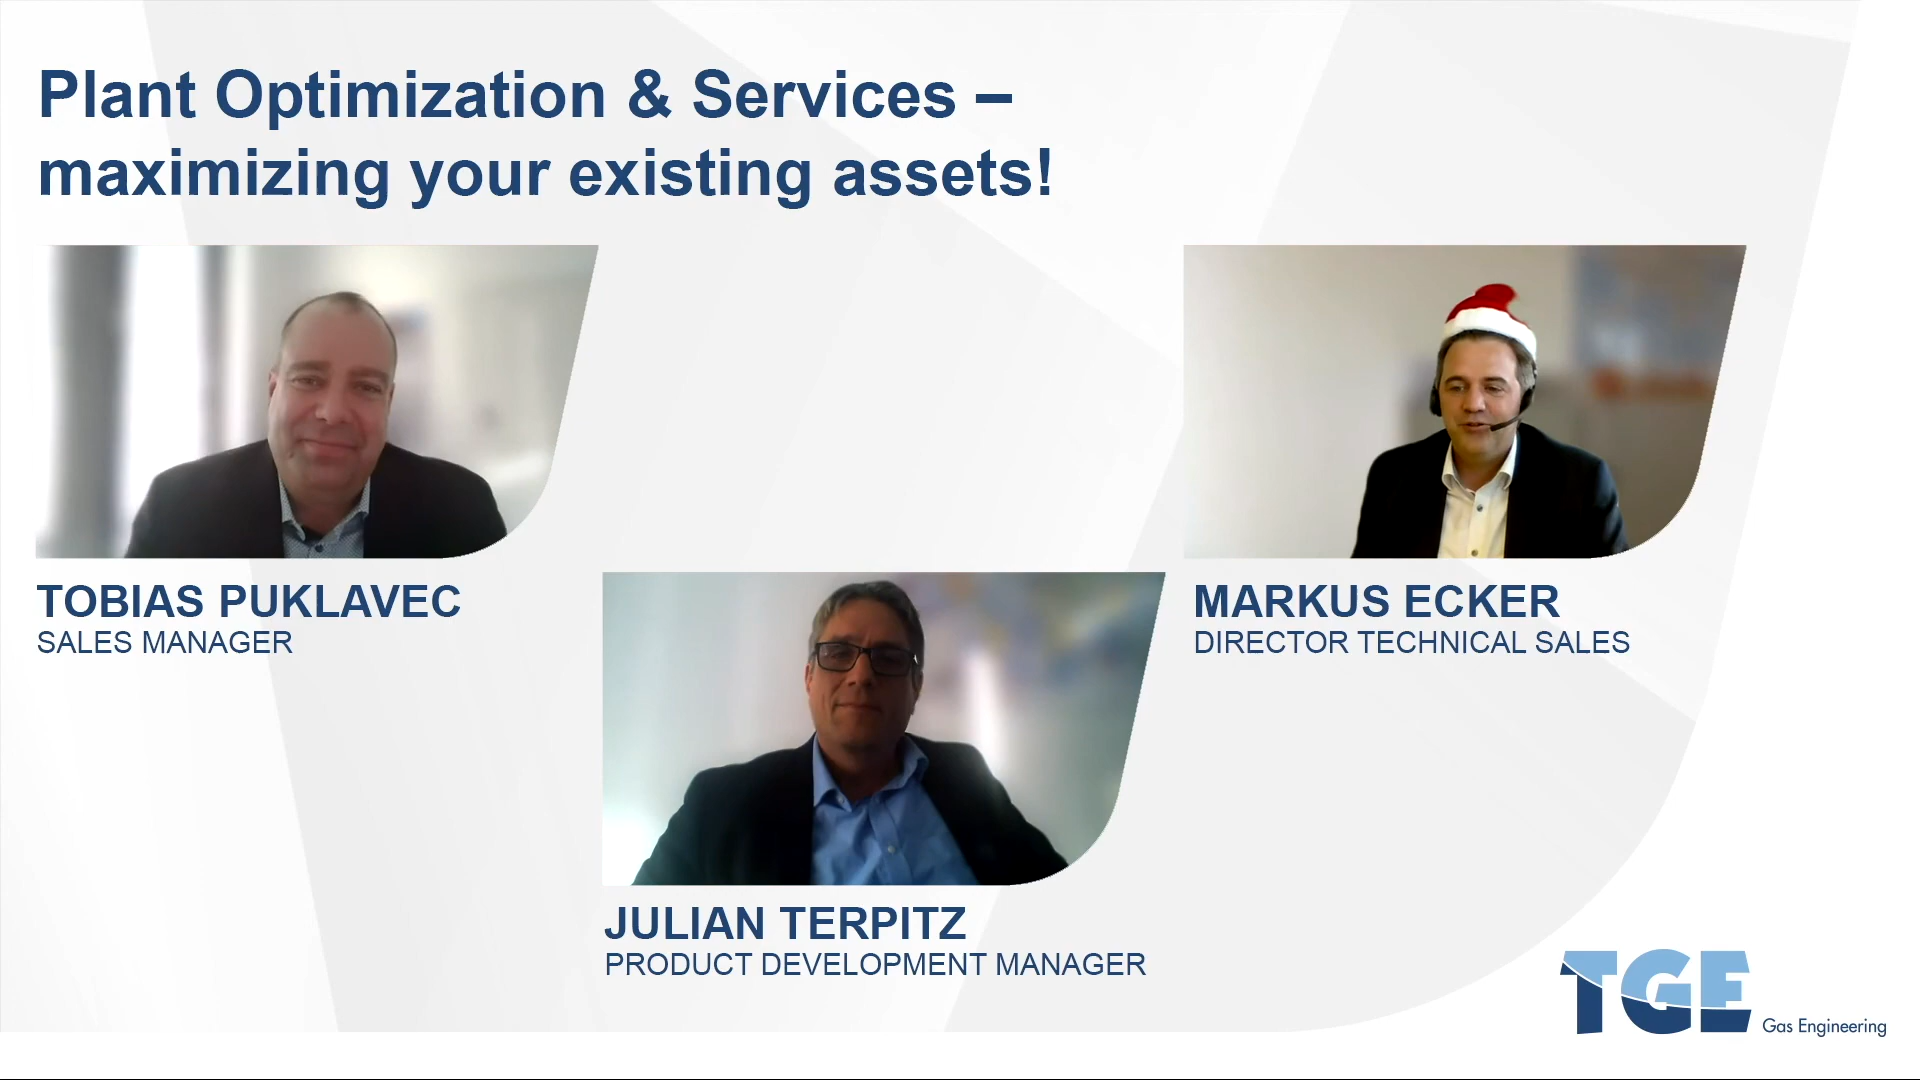 Plant Optimization & Services –
maximizing your existing assets!
TOBIAS PUKLAVEC
SALES MANAGER
MARKUS ECKER
DIRECTOR TECHNICAL SALES
JULIAN TERPITZ
PRODUCT DEVELOPMENT MANAGER
TGE Gas Engineering